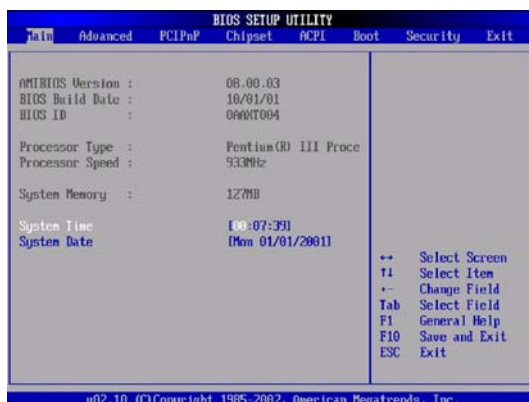 BIOS SETUP UTILITY
Main Advanced PCIPnP Chipset ACPI Boot Security Exit
AMIBIOS Version : 08.00.03
BIOS Build Date : 10/01/01
BIOS ID : 0AAXT004
Processor Type : Pentium(R) III Proce
Processor Speed : 933MHz
System Memory : 127MB
System Time [00:07:39]
System Date [Mon 01/01/2001]
↔ Select Screen
↑↓ Select Item
+- Change Field
Tab Select Field
F1 General Help
F10 Save and Exit
ESC Exit
v02.10 (C)Copyright 1985-2002, American Megatrends, Inc.